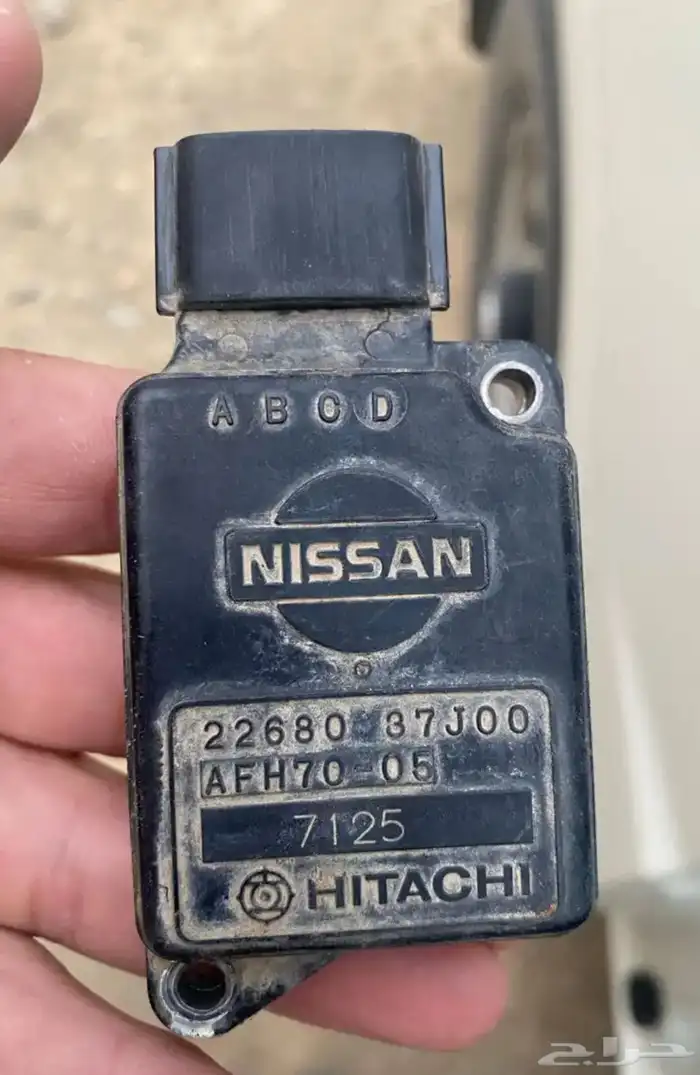 A B C D
NISSAN
22680 37J00
AFH70-05
7125
HITACHI
حراج